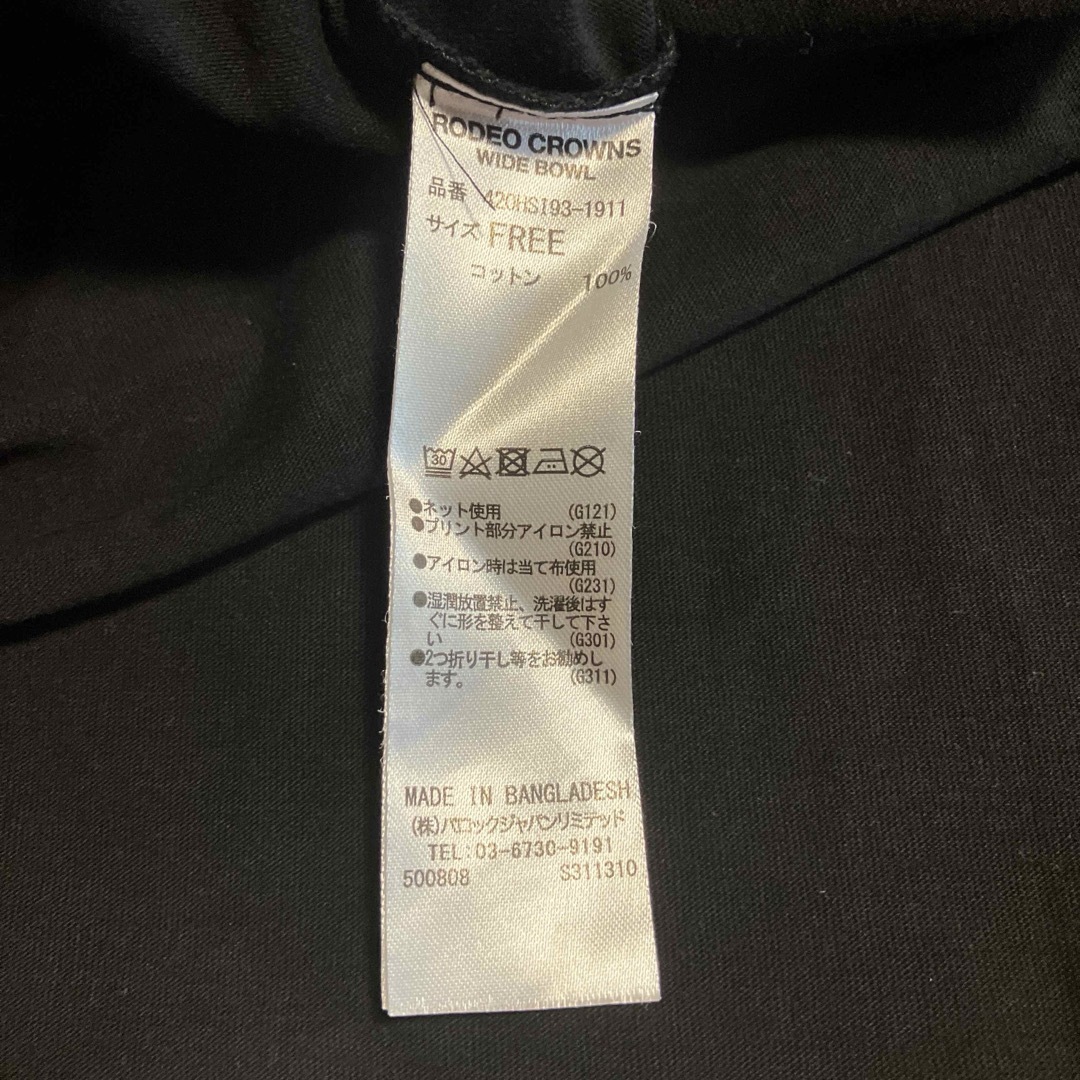 RODEO CROWNS
WIDE BOWL
品番 420HSI93-1911
サイズ FREE
コットン 100%
30
●ネット使用 (G121)
●プリント部分アイロン禁止
(G210)
●アイロン時は当て布使用
(G231)
●湿潤放置禁止、洗濯後はす
ぐに形を整えて干して下さ
い (G301)
●2つ折り干し等をお勧めし
ます。 (G311)
MADE IN BANGLADESH
(株)バロックジャパンリミテッド
TEL:03-6730-9191
500808 S311310